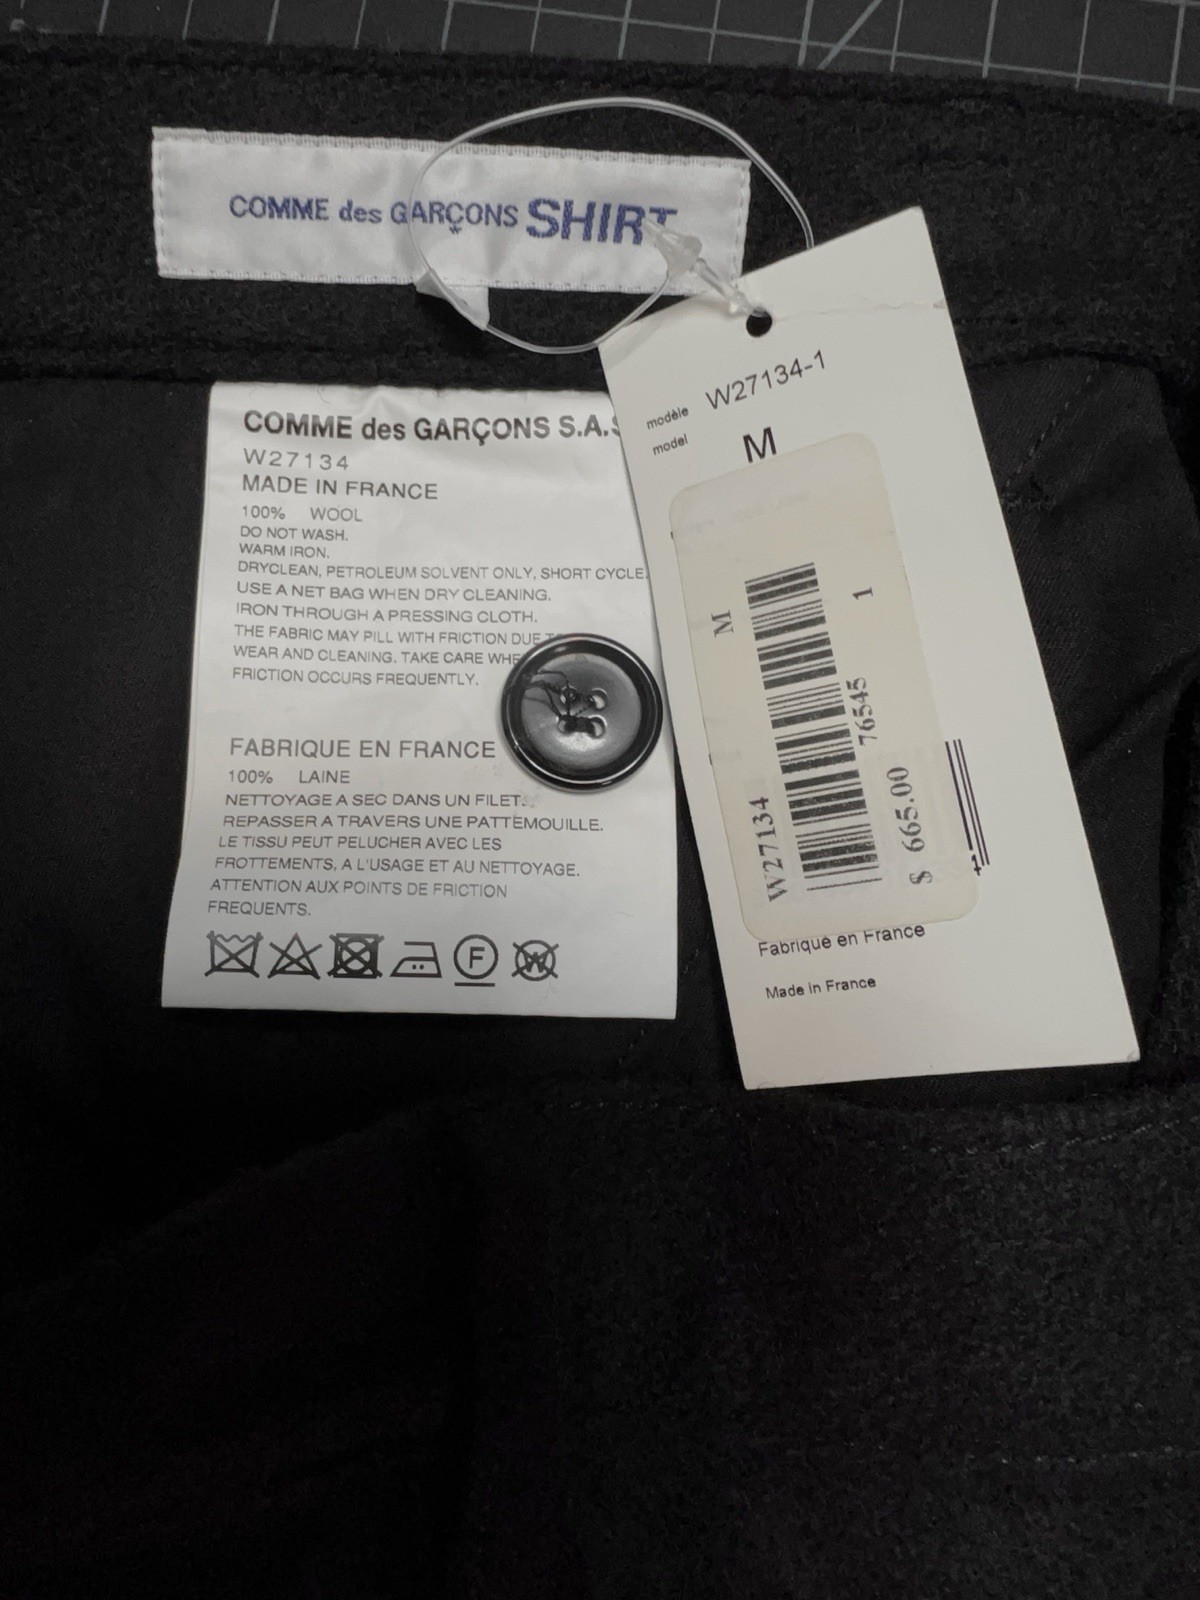 COMME des GARÇONS SHIRT
COMME des GARÇONS S.A.S
W27134
MADE IN FRANCE
100% WOOL
DO NOT WASH.
WARM IRON.
DRYCLEAN, PETROLEUM SOLVENT ONLY, SHORT CYCLE.
USE A NET BAG WHEN DRY CLEANING.
IRON THROUGH A PRESSING CLOTH.
THE FABRIC MAY PILL WITH FRICTION DUE TO
WEAR AND CLEANING. TAKE CARE WHE
FRICTION OCCURS FREQUENTLY.
FABRIQUE EN FRANCE
100% LAINE
NETTOYAGE A SEC DANS UN FILET.
REPASSER A TRAVERS UNE PATTEMOUILLE.
LE TISSU PEUT PELUCHER AVEC LES
FROTTEMENTS, A L'USAGE ET AU NETTOYAGE.
ATTENTION AUX POINTS DE FRICTION
FREQUENTS.
F W
modèle W27134-1
model
M
M
W27134
76545
1
$ 665.00
Fabriqué en France
Made in France